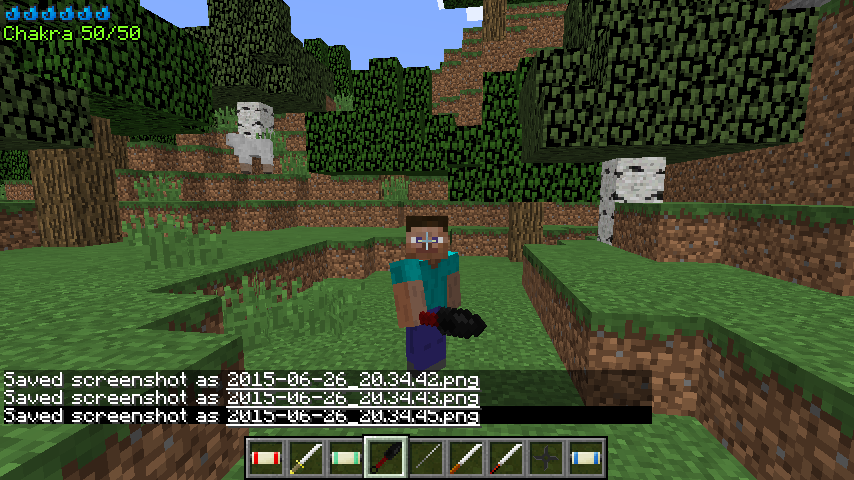 Chakra 50/50
Saved screenshot as 2015-06-26_20.34.42.png
Saved screenshot as 2015-06-26_20.34.43.png
Saved screenshot as 2015-06-26_20.34.45.png